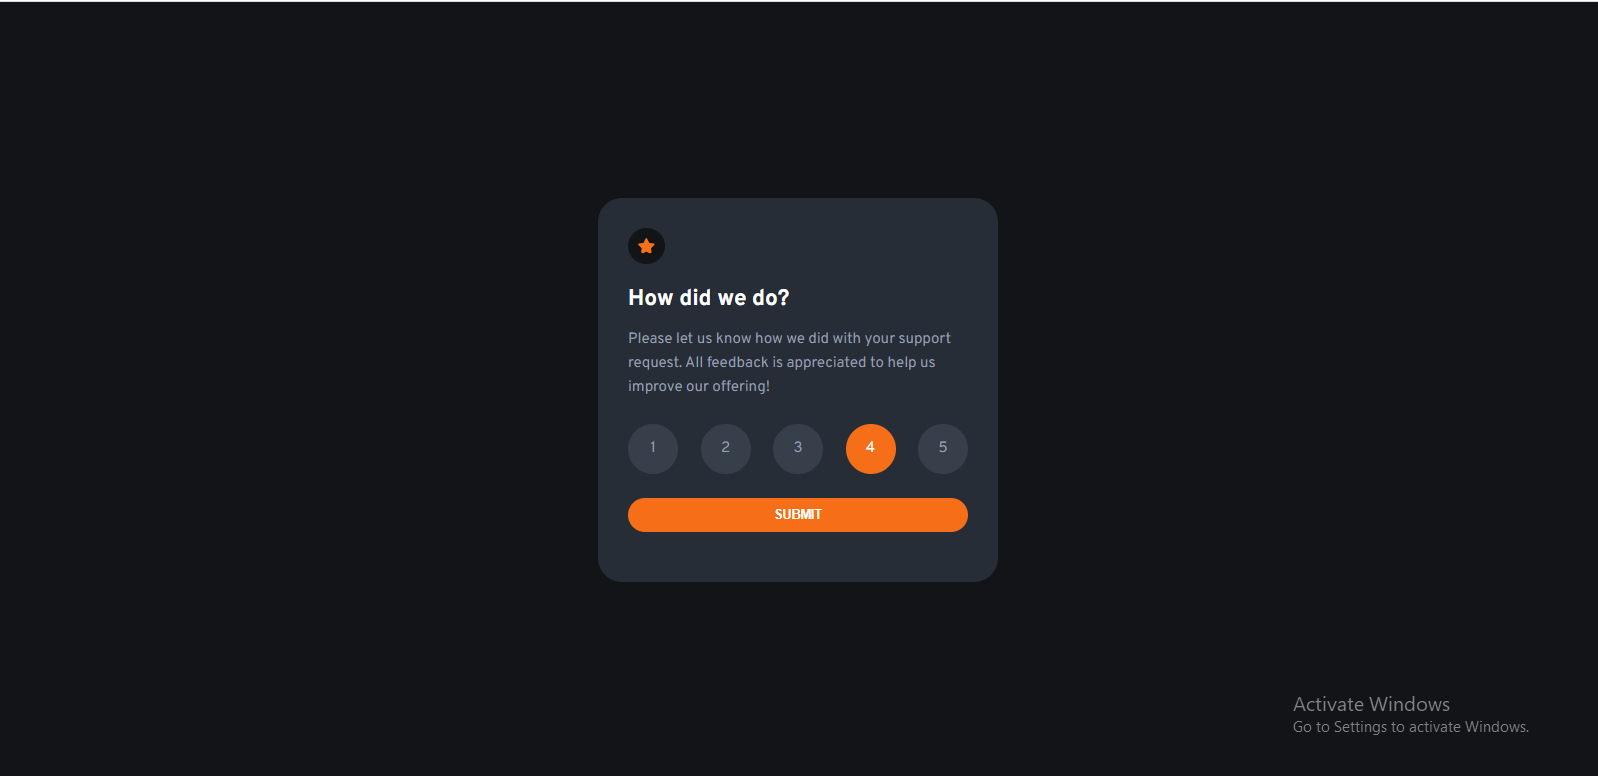 How did we do?
Please let us know how we did with your support
request. All feedback is appreciated to help us
improve our offering!
1 2 3 4 5
SUBMIT
Activate Windows
Go to Settings to activate Windows.